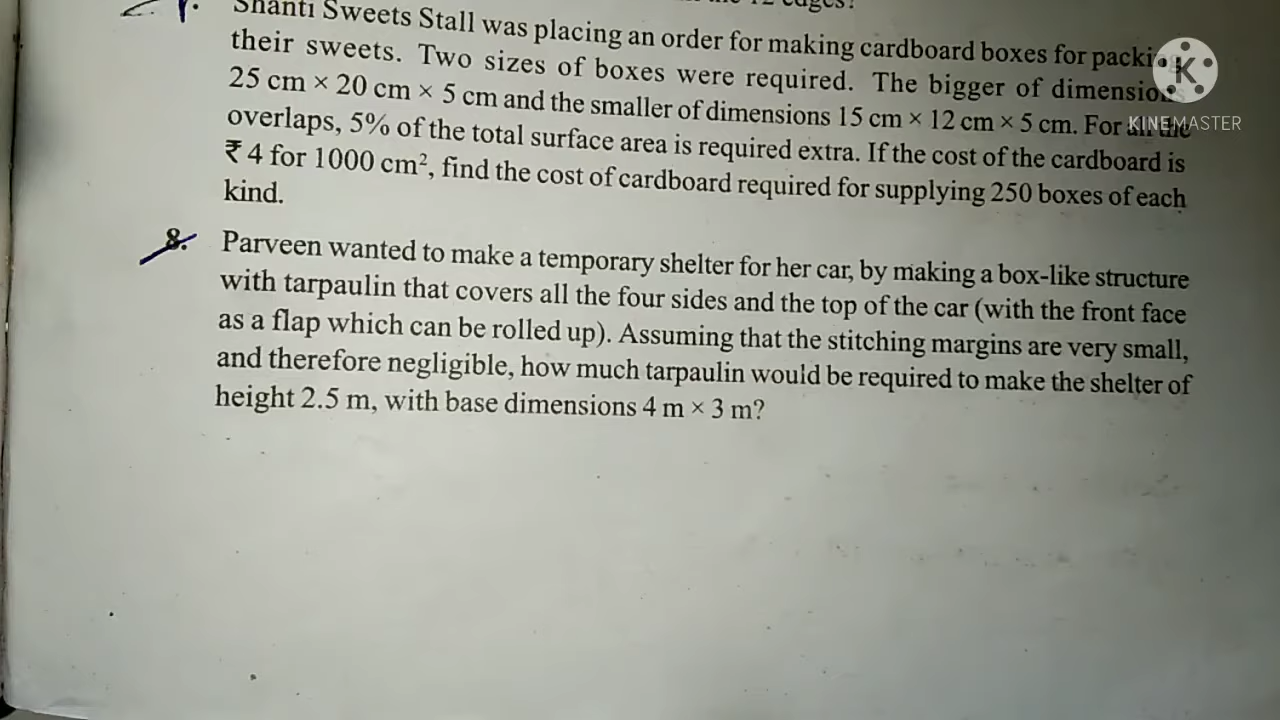 Shanti Sweets Stall was placing an order for making cardboard boxes for
their sweets. Two sizes of boxes were required. The bigger of
25 cm × 20 cm × 5 cm and the smaller of dimensions 15 cm × 12 cm × 5 cm. For
overlaps, 5% of the total surface area is required extra. If the cost of the cardboard is
₹ 4 for 1000 cm², find the cost of cardboard required for supplying 250 boxes of each
kind.
8. Parveen wanted to make a temporary shelter for her car, by making a box-like structure
with tarpaulin that covers all the four sides and the top of the car (with the front face
as a flap which can be rolled up). Assuming that the stitching margins are very small,
and therefore negligible, how much tarpaulin would be required to make the shelter of
height 2.5 m, with base dimensions 4 m × 3 m?
K
KINEMASTER